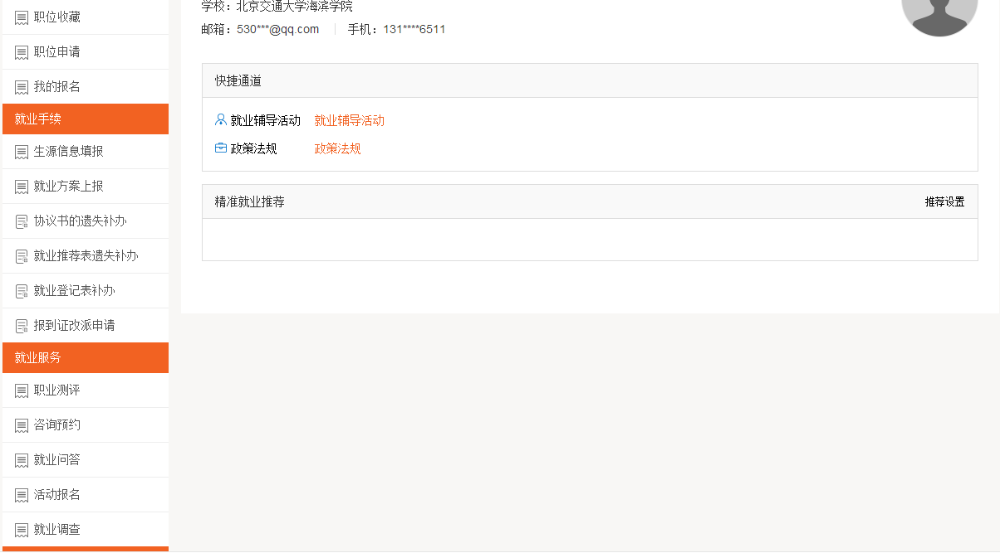 职位收藏
职位申请
我的报名
就业手续
生源信息填报
就业方案上报
协议书的遗失补办
就业推荐表遗失补办
就业登记表补办
报到证改派申请
就业服务
职业测评
咨询预约
就业问答
活动报名
就业调查
学校：北京交通大学海滨学院
邮箱：530***@qq.com 手机：131****6511
快捷通道
就业辅导活动 就业辅导活动
政策法规 政策法规
精准就业推荐 推荐设置